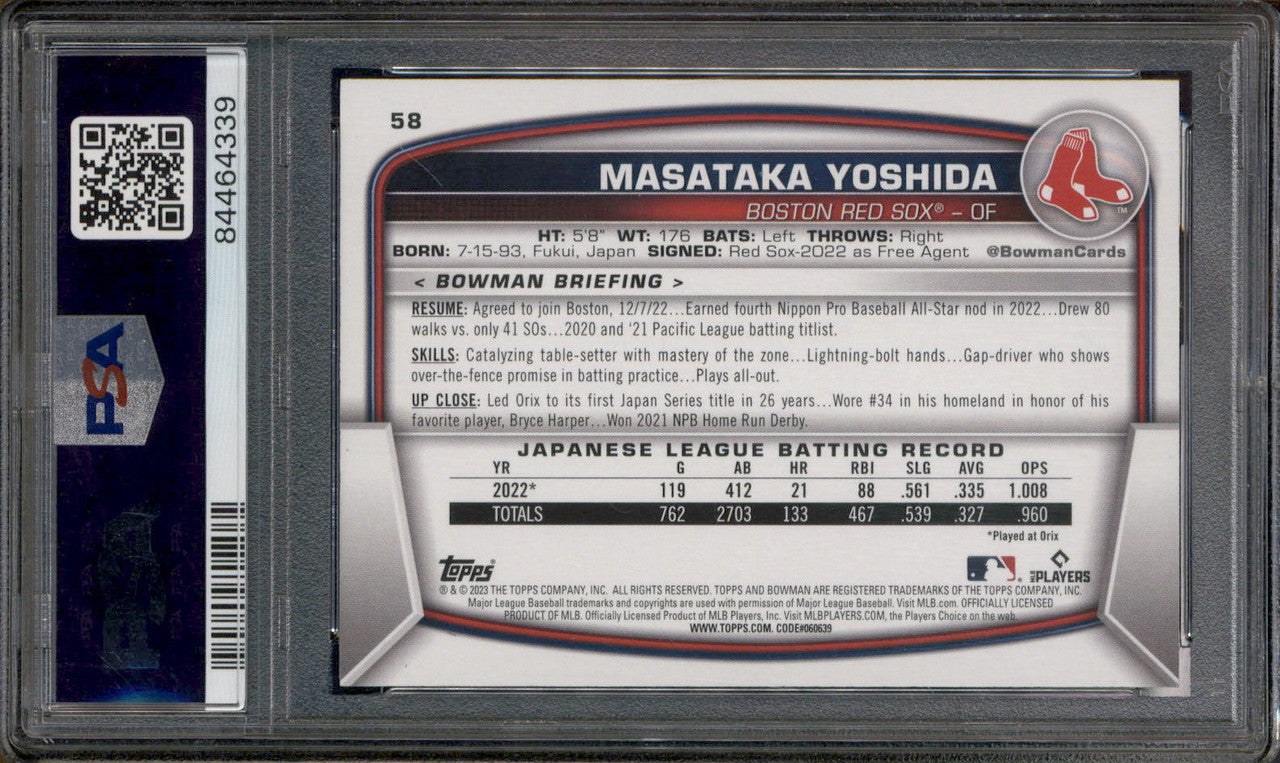 84464339
PSA
58
MASATAKA YOSHIDA
BOSTON RED SOX® – OF
HT: 5'8" WT: 176 BATS: Left THROWS: Right
BORN: 7-15-93, Fukui, Japan SIGNED: Red Sox-2022 as Free Agent @BowmanCards
< BOWMAN BRIEFING >
RESUME: Agreed to join Boston, 12/7/22...Earned fourth Nippon Pro Baseball All-Star nod in 2022...Drew 80
walks vs. only 41 SOs...2020 and '21 Pacific League batting titlist.
SKILLS: Catalyzing table-setter with mastery of the zone...Lightning-bolt hands...Gap-driver who shows
over-the-fence promise in batting practice...Plays all-out.
UP CLOSE: Led Orix to its first Japan Series title in 26 years...Wore #34 in his homeland in honor of his
favorite player, Bryce Harper...Won 2021 NPB Home Run Derby.
JAPANESE LEAGUE BATTING RECORD
YR G AB HR RBI SLG AVG OPS
2022* 119 412 21 88 .561 .335 1.008
TOTALS 762 2703 133 467 .539 .327 .960
*Played at Orix
Topps
MLB PLAYERS
® & © 2023 THE TOPPS COMPANY, INC. ALL RIGHTS RESERVED. TOPPS AND BOWMAN ARE REGISTERED TRADEMARKS OF THE TOPPS COMPANY, INC.
Major League Baseball trademarks and copyrights are used with permission of Major League Baseball. Visit MLB.com. OFFICIALLY LICENSED
PRODUCT OF MLB. Officially Licensed Product of MLB Players, Inc. Visit MLBPLAYERS.COM, the Players Choice on the web.
WWW.TOPPS.COM. CODE#060639